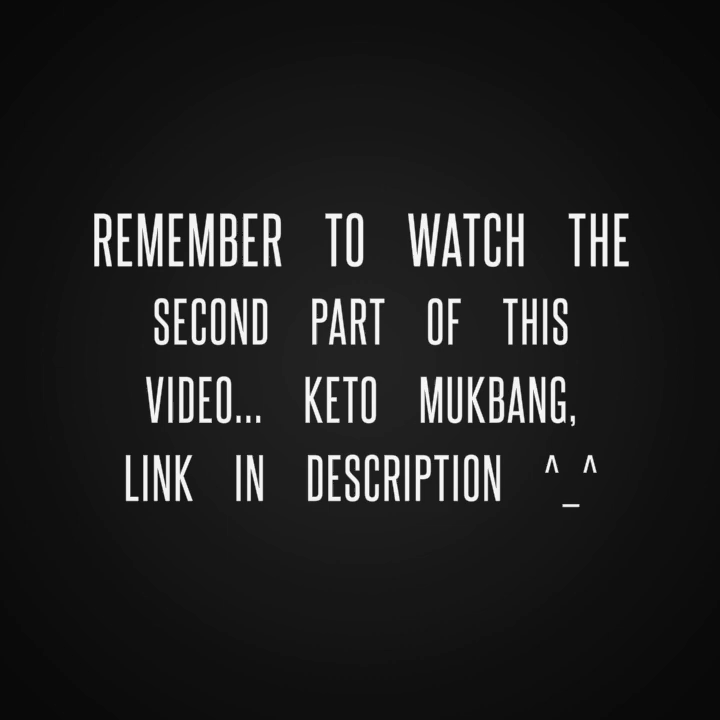 REMEMBER TO WATCH THE
SECOND PART OF THIS
VIDEO... KETO MUKBANG,
LINK IN DESCRIPTION ^_^